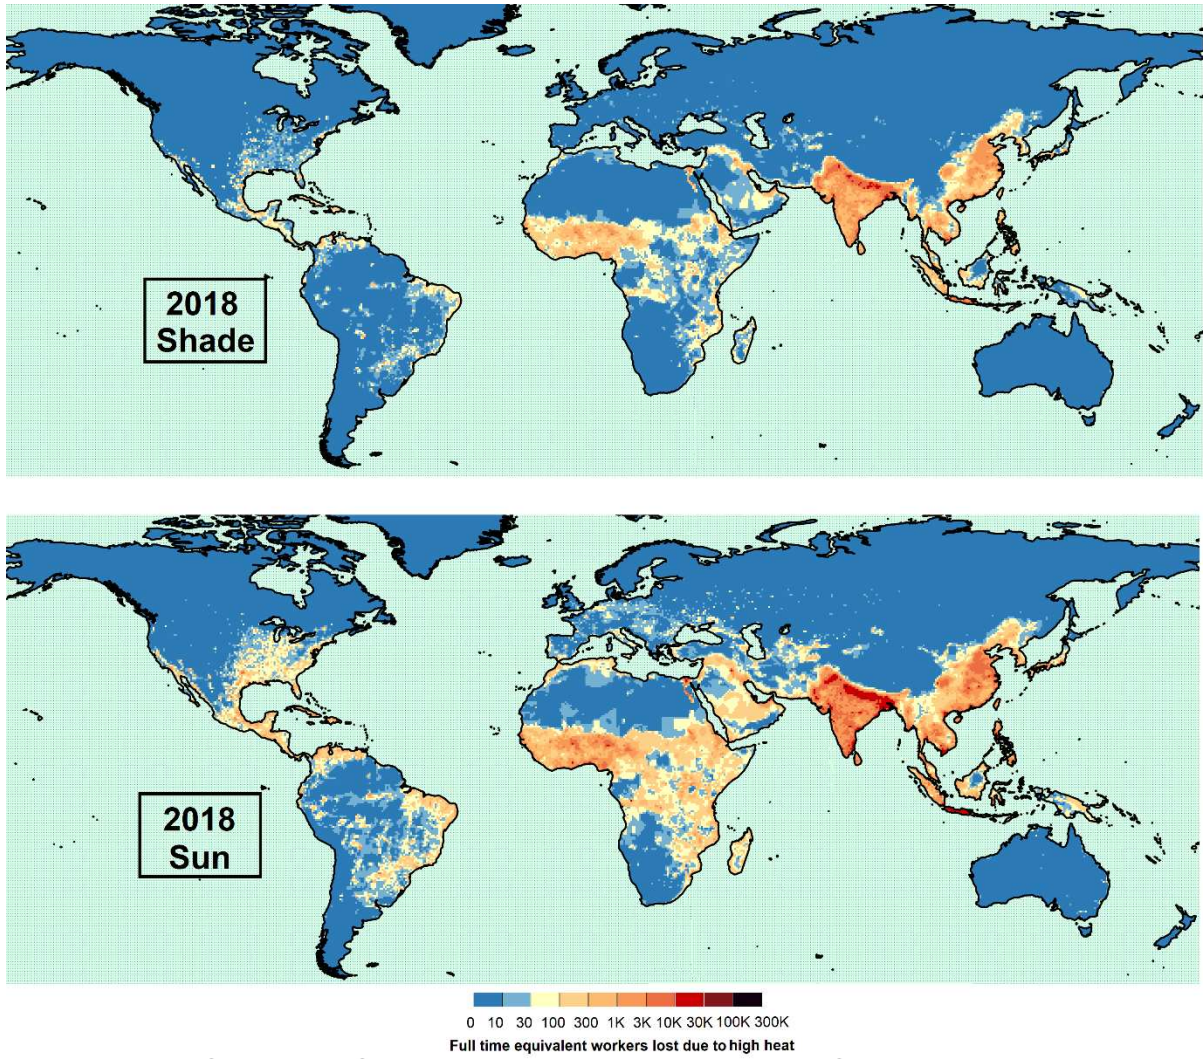 2018
Shade
2018
Sun
0 10 30 100 300 1K 3K 10K 30K 100K 300K
Full time equivalent workers lost due to high heat